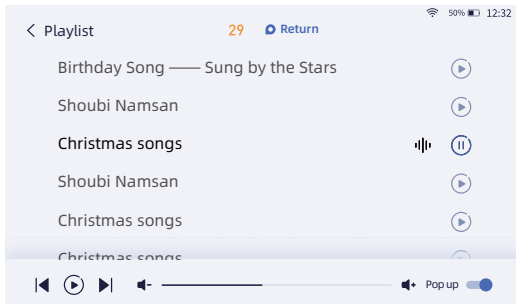 50% 12:32
Playlist 29 Return
Birthday Song —— Sung by the Stars
Shoubi Namsan
Christmas songs
Shoubi Namsan
Christmas songs
Christmas songs
Pop up